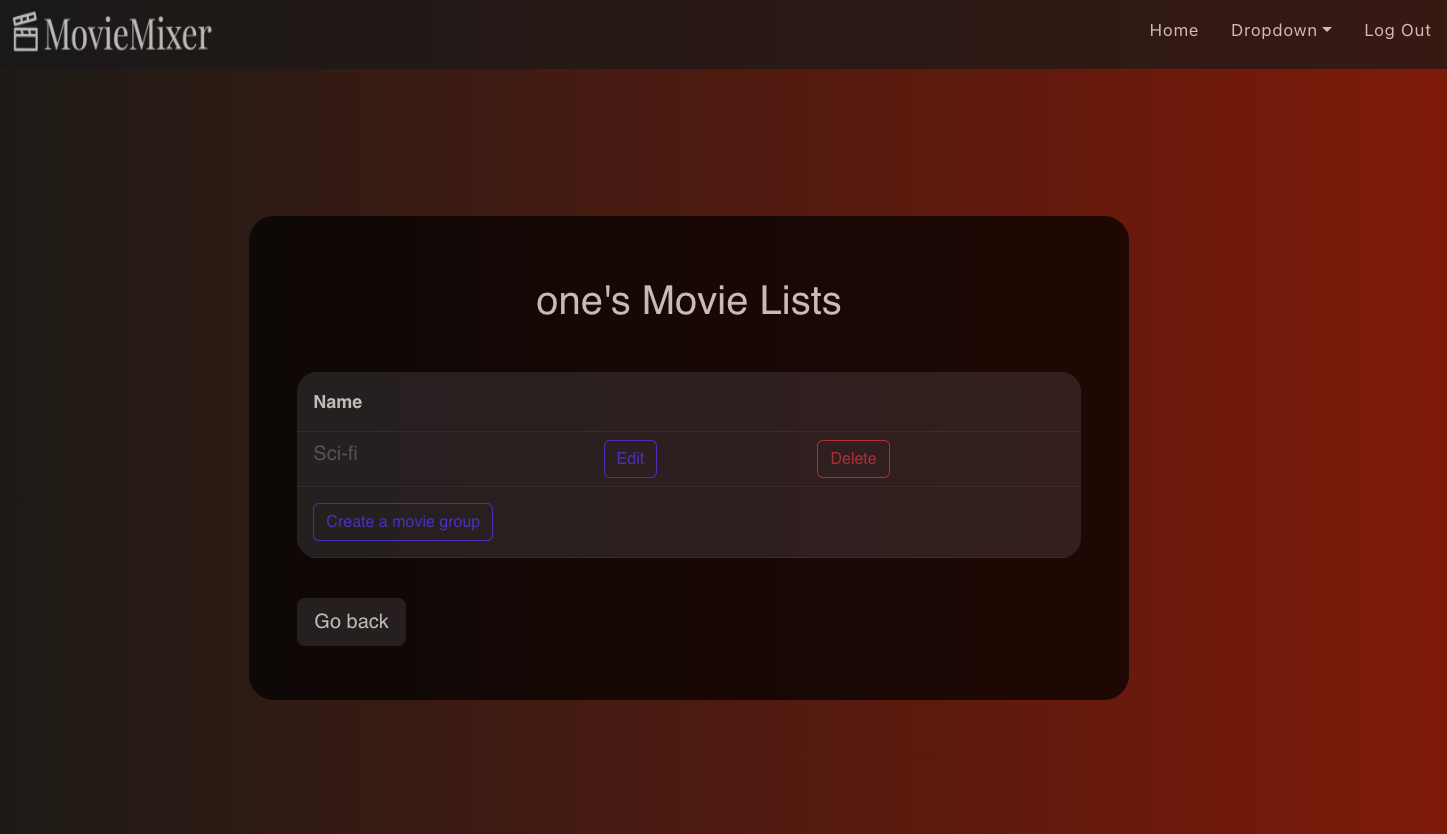 MovieMixer
Home Dropdown Log Out
one's Movie Lists
Name
Sci-fi Edit Delete
Create a movie group
Go back